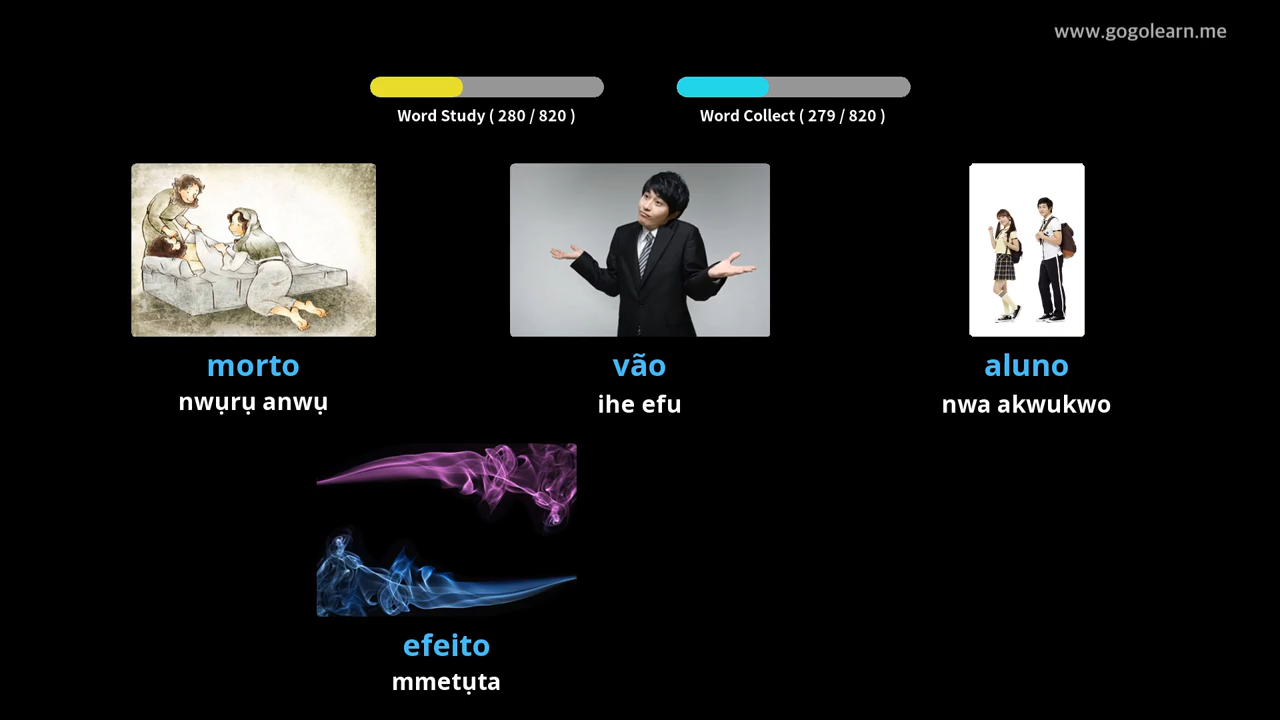 www.gogolearn.me
Word Study ( 280 / 820 )
Word Collect ( 279 / 820 )
morto
nwụrụ anwụ
vão
ihe efu
aluno
nwa akwukwo
efeito
mmetụta